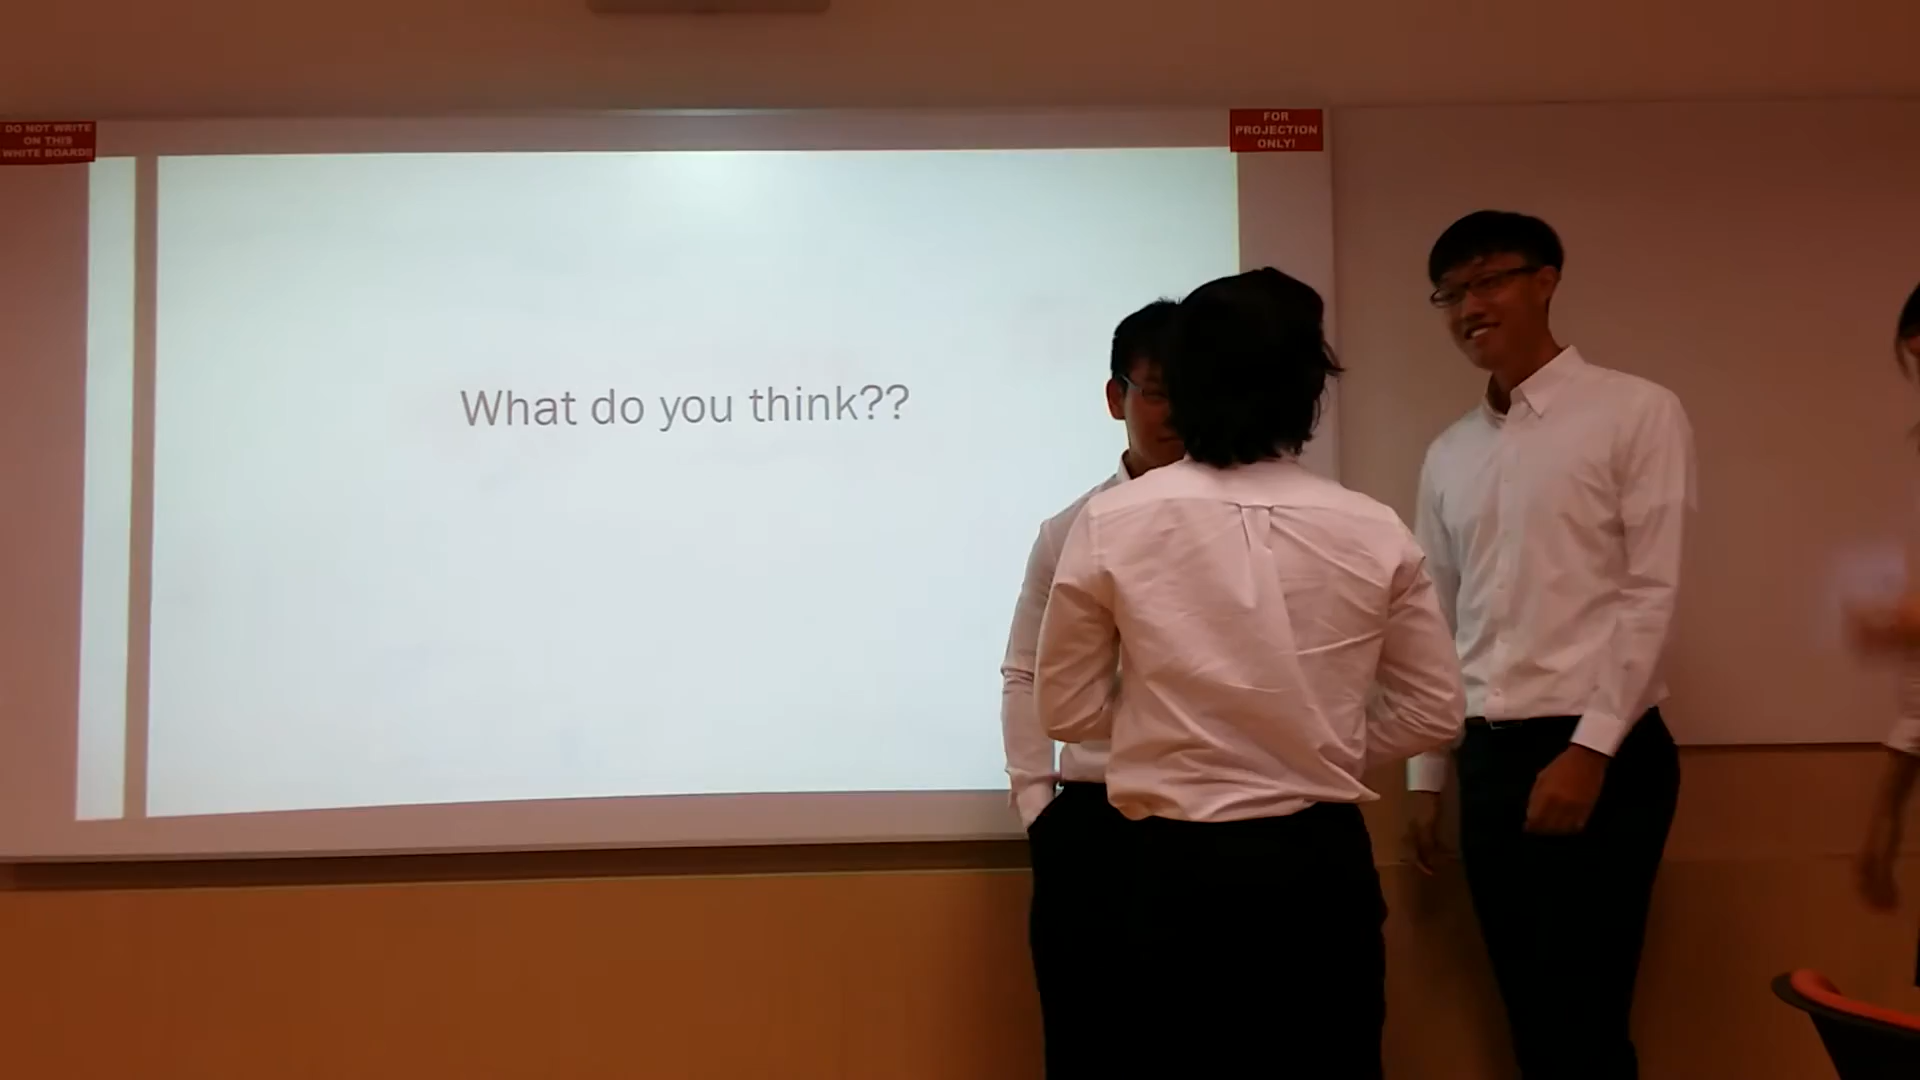 DO NOT WRITE
ON THIS
WHITE BOARD!!
FOR
PROJECTION
ONLY!
What do you think??